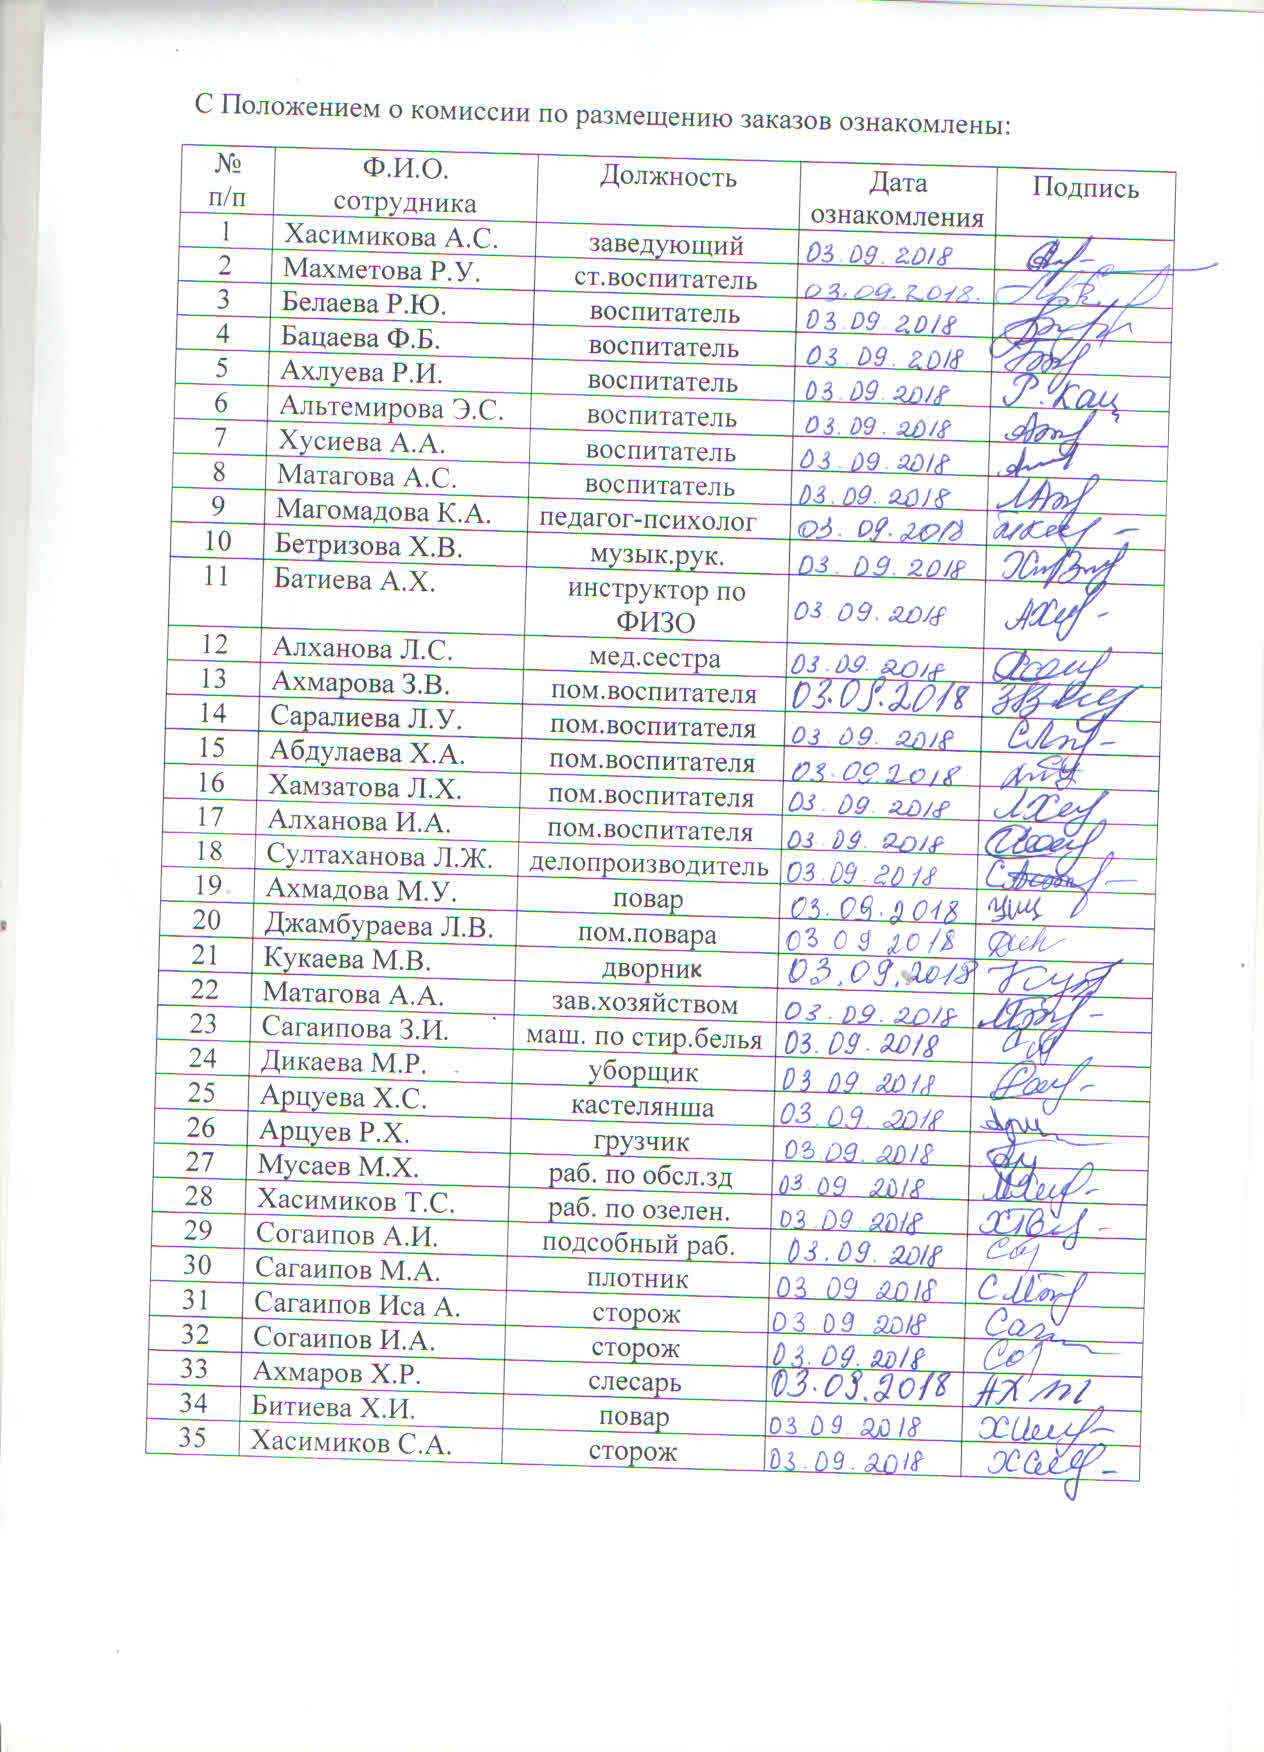 С Положением о комиссии по размещению заказов ознакомлены:
№ п/п Ф.И.О. сотрудника Должность Дата ознакомления Подпись
1 Хасимикова А.С. заведующий 03.09.2018
2 Махметова Р.У. ст.воспитатель 03.09.2018.
3 Белаева Р.Ю. воспитатель 03.09.2018
4 Бацаева Ф.Б. воспитатель 03.09.2018
5 Ахлуева Р.И. воспитатель 03.09.2018
6 Альтемирова Э.С. воспитатель 03.09.2018
7 Хусиева А.А. воспитатель 03.09.2018
8 Матагова А.С. воспитатель 03.09.2018
9 Магомадова К.А. педагог-психолог 03.09.2018
10 Бетризова Х.В. музык.рук. 03.09.2018
11 Батиева А.Х. инструктор по ФИЗО 03.09.2018
12 Алханова Л.С. мед.сестра 03.09.2018
13 Ахмарова З.В. пом.воспитателя 03.09.2018
14 Саралиева Л.У. пом.воспитателя 03.09.2018
15 Абдулаева Х.А. пом.воспитателя 03.09.2018
16 Хамзатова Л.Х. пом.воспитателя 03.09.2018
17 Алханова И.А. пом.воспитателя 03.09.2018
18 Султаханова Л.Ж. делопроизводитель 03.09.2018
19 Ахмадова М.У. повар 03.09.2018
20 Джамбураева Л.В. пом.повара 03 09 2018
21 Кукаева М.В. дворник 03.09.2018
22 Матагова А.А. зав.хозяйством 03.09.2018
23 Сагаипова З.И. маш. по стир.белья 03.09.2018
24 Дикаева М.Р. уборщик 03 09. 2018
25 Арцуева Х.С. кастелянша 03.09.2018
26 Арцуев Р.Х. грузчик 03 09. 2018
27 Мусаев М.Х. раб. по обсл.зд 03.09 2018
28 Хасимиков Т.С. раб. по озелен. 03.09.2018
29 Согаипов А.И. подсобный раб. 03.09.2018
30 Сагаипов М.А. плотник 03 09 2018
31 Сагаипов Иса А. сторож 03.09.2018
32 Согаипов И.А. сторож 03.09.2018
33 Ахмаров Х.Р. слесарь 03.09.2018
34 Битиева Х.И. повар 03 09 2018
35 Хасимиков С.А. сторож 03.09.2018